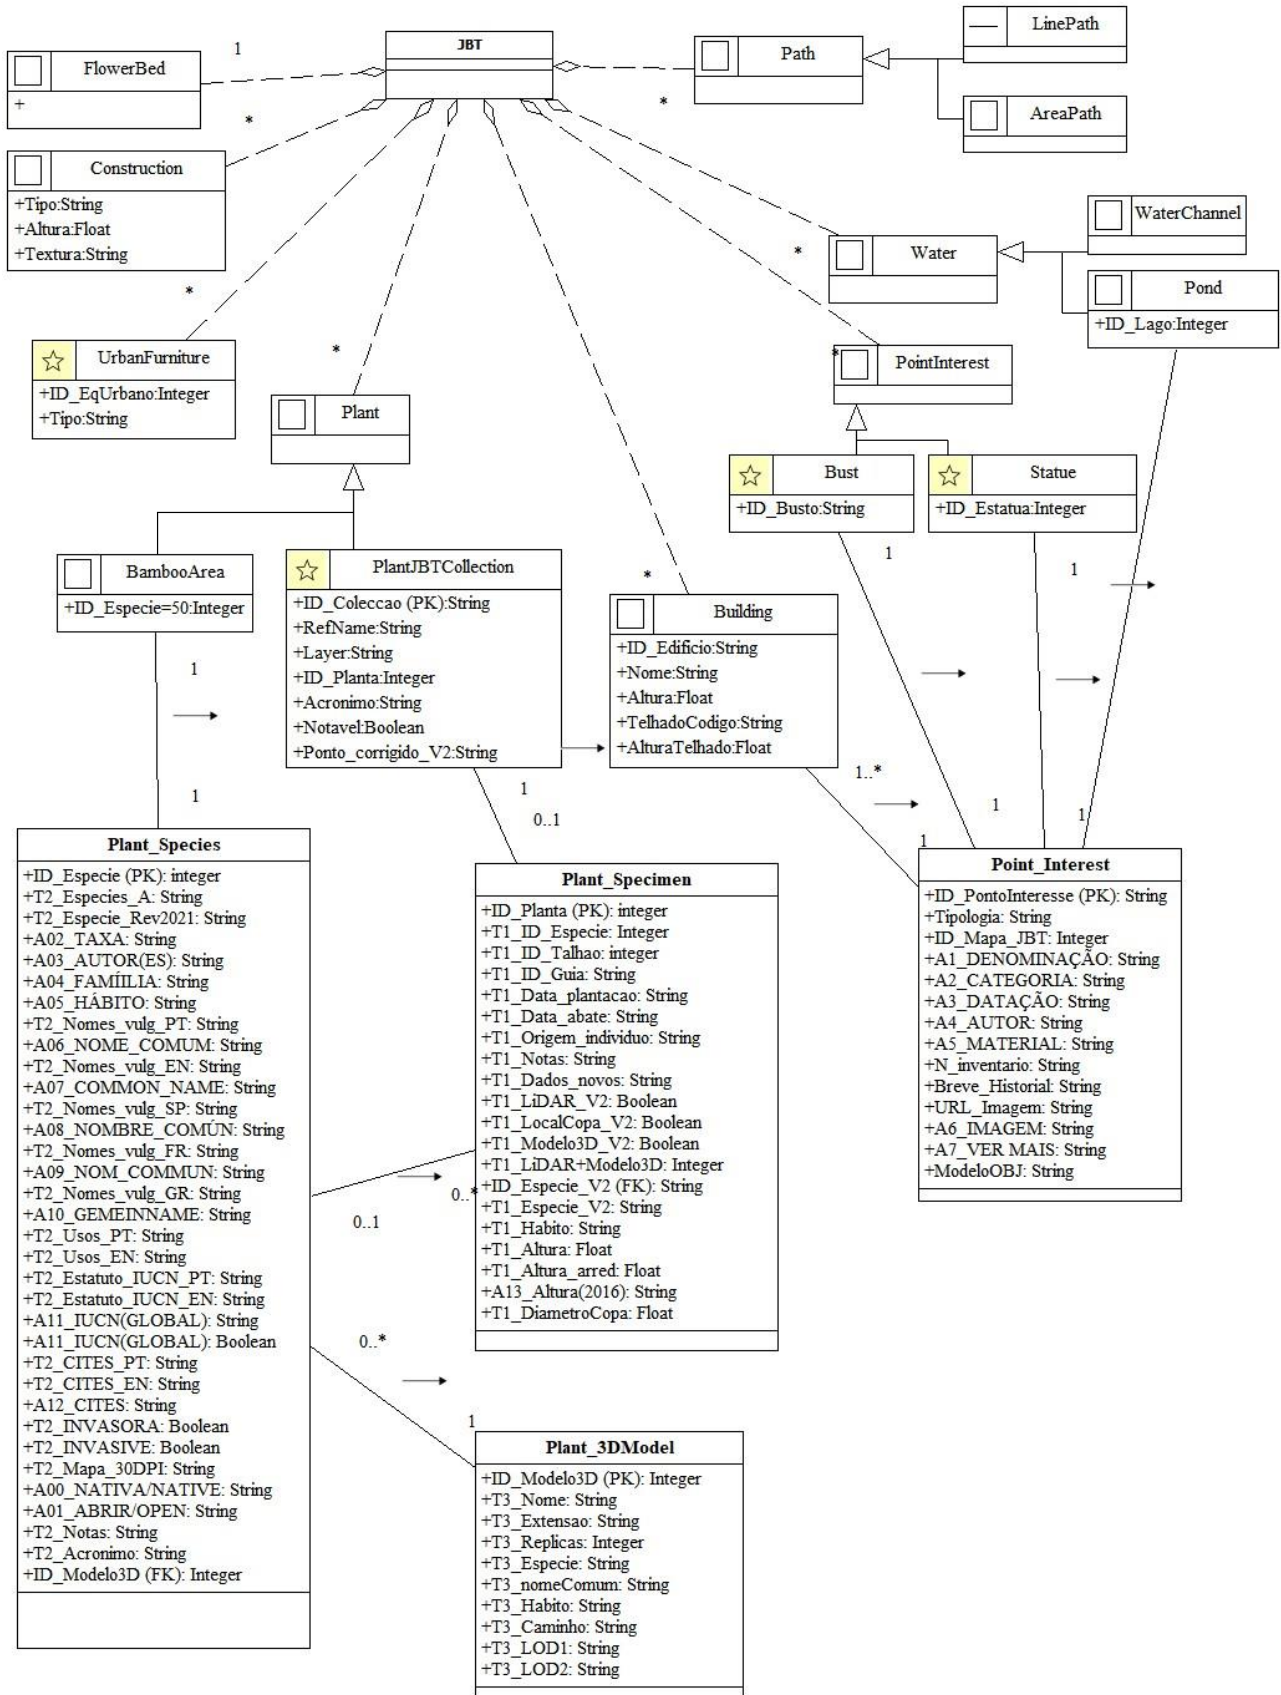 JBT
LinePath
Path
AreaPath
1
FlowerBed
+
*
*
Construction
+Tipo:String
+Altura:Float
+Textura:String
WaterChannel
Water
*
Pond
+ID_Lago:Integer
*
UrbanFurniture
+ID_EqUrbano:Integer
+Tipo:String
*
Plant
*
PointInterest
Bust
+ID_Busto:String
Statue
+ID_Estatua:Integer
BambooArea
+ID_Especie=50:Integer
PlantJBTCollection
+ID_Coleccao (PK):String
+RefName:String
+Layer:String
+ID_Planta:Integer
+Acronimo:String
+Notavel:Boolean
+Ponto_corrigido_V2:String
*
Building
+ID_Edificio:String
+Nome:String
+Altura:Float
+TelhadoCodigo:String
+AlturaTelhado:Float
1
1
1
1
1
0..1
1..*
1
1
1
Plant_Species
+ID_Especie (PK): integer
+T2_Especies_A: String
+T2_Especie_Rev2021: String
+A02_TAXA: String
+A03_AUTOR(ES): String
+A04_FAMÍILIA: String
+A05_HÁBITO: String
+T2_Nomes_vulg_PT: String
+A06_NOME_COMUM: String
+T2_Nomes_vulg_EN: String
+A07_COMMON_NAME: String
+T2_Nomes_vulg_SP: String
+A08_NOMBRE_COMÚN: String
+T2_Nomes_vulg_FR: String
+A09_NOM_COMMUN: String
+T2_Nomes_vulg_GR: String
+A10_GEMEINNAME: String
+T2_Usos_PT: String
+T2_Usos_EN: String
+T2_Estatuto_IUCN_PT: String
+T2_Estatuto_IUCN_EN: String
+A11_IUCN(GLOBAL): String
+A11_IUCN(GLOBAL): Boolean
+T2_CITES_PT: String
+T2_CITES_EN: String
+A12_CITES: String
+T2_INVASORA: Boolean
+T2_INVASIVE: Boolean
+T2_Mapa_30DPI: String
+A00_NATIVA/NATIVE: String
+A01_ABRIR/OPEN: String
+T2_Notas: String
+T2_Acronimo: String
+ID_Modelo3D (FK): Integer
Plant_Specimen
+ID_Planta (PK): integer
+T1_ID_Especie: Integer
+T1_ID_Talhao: integer
+T1_ID_Guia: String
+T1_Data_plantacao: String
+T1_Data_abate: String
+T1_Origem_individuo: String
+T1_Notas: String
+T1_Dados_novos: String
+T1_LiDAR_V2: Boolean
+T1_LocalCopa_V2: Boolean
+T1_Modelo3D_V2: Boolean
+T1_LiDAR+Modelo3D: Integer
+ID_Especie_V2 (FK): String
+T1_Especie_V2: String
+T1_Habito: String
+T1_Altura: Float
+T1_Altura_arred: Float
+A13_Altura(2016): String
+T1_DiametroCopa: Float
Point_Interest
+ID_PontoInteresse (PK): String
+Tipologia: String
+ID_Mapa_JBT: Integer
+A1_DENOMINAÇÃO: String
+A2_CATEGORIA: String
+A3_DATAÇÃO: String
+A4_AUTOR: String
+A5_MATERIAL: String
+N_inventario: String
+Breve_Historial: String
+URL_Imagem: String
+A6_IMAGEM: String
+A7_VER MAIS: String
+ModeloOBJ: String
0..1
0..*
0..*
1
Plant_3DModel
+ID_Modelo3D (PK): Integer
+T3_Nome: String
+T3_Extensao: String
+T3_Replicas: Integer
+T3_Especie: String
+T3_nomeComum: String
+T3_Habito: String
+T3_Caminho: String
+T3_LOD1: String
+T3_LOD2: String